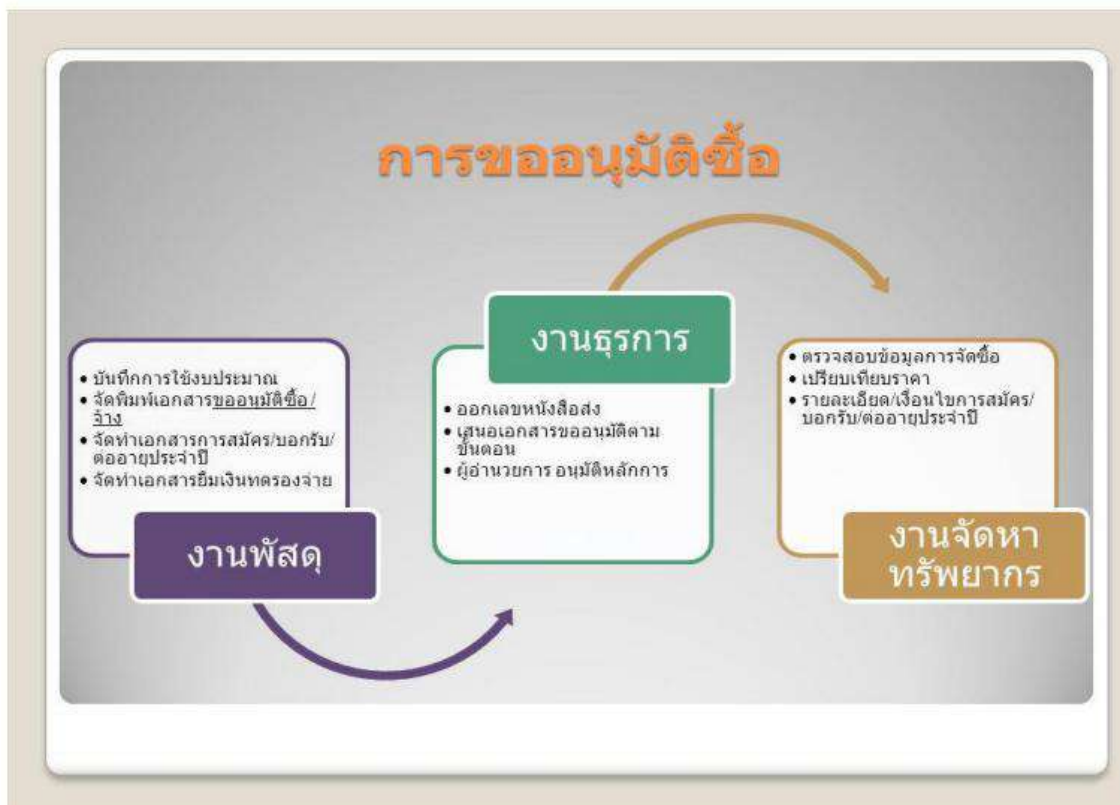 การขออนุมัติซื้อ
• บันทึกการใช้งบประมาณ
• จัดพิมพ์เอกสารขออนุมัติซื้อ/
จ้าง
• จัดทำเอกสารการสมัคร/บอกรับ/
ต่ออายุประจำปี
• จัดทำเอกสารยืมเงินทดรองจ่าย
งานพัสดุ
งานธุรการ
• ออกเลขหนังสือส่ง
• เสนอเอกสารขออนุมัติตาม
ขั้นตอน
• ผู้อำนวยการ อนุมัติหลักการ
• ตรวจสอบข้อมูลการจัดซื้อ
• เปรียบเทียบราคา
• รายละเอียด/เงื่อนไขการสมัคร/
บอกรับ/ต่ออายุประจำปี
งานจัดหา
ทรัพยากร